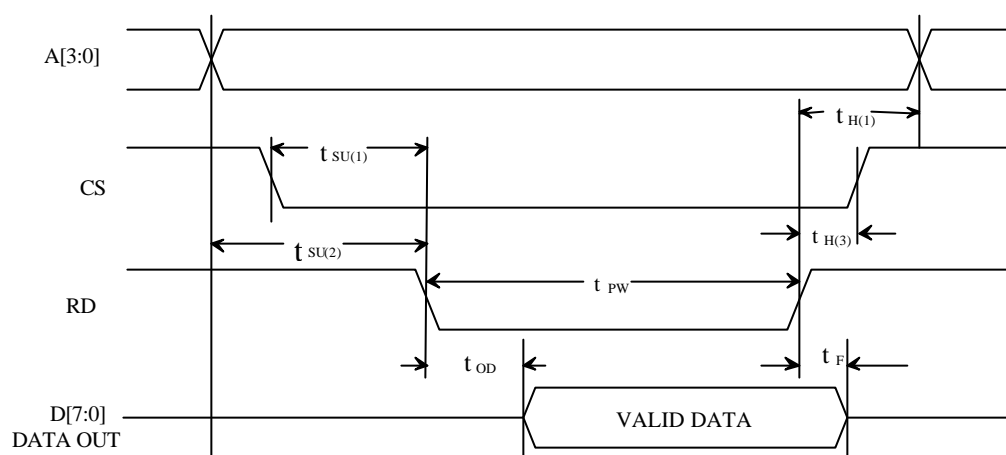 A[3:0]
t H(1)
t SU(1)
CS
t H(3)
t SU(2)
t PW
RD
t OD
t F
D[7:0]
DATA OUT
VALID DATA